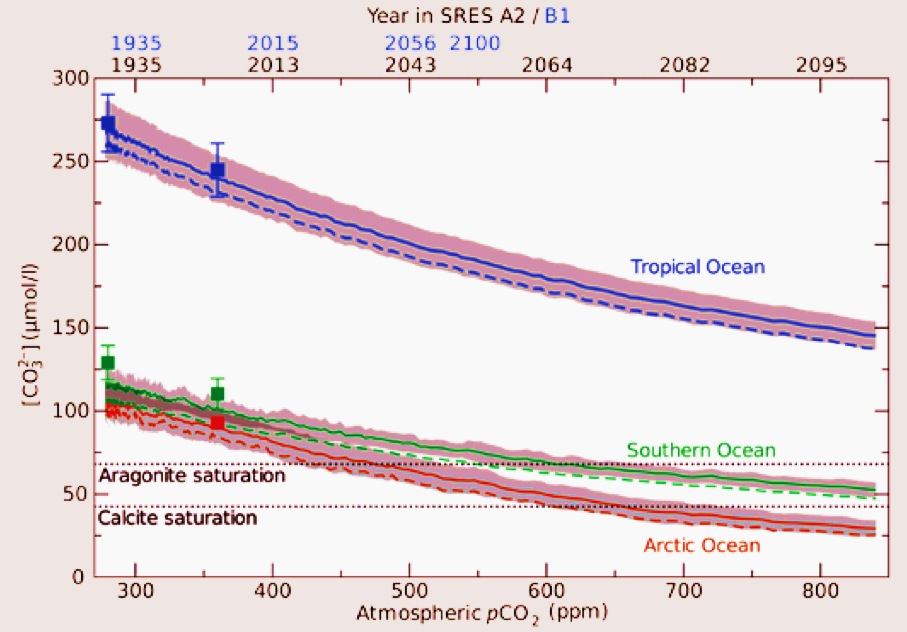 Year in SRES A2 / B1
1935 2015 2056 2100
1935 2013 2043 2064 2082 2095
300
250
200
150
100
50
0
[CO₃²⁻] (µmol/l)
Tropical Ocean
Southern Ocean
Aragonite saturation
Calcite saturation
Arctic Ocean
300 400 500 600 700 800
Atmospheric pCO₂ (ppm)